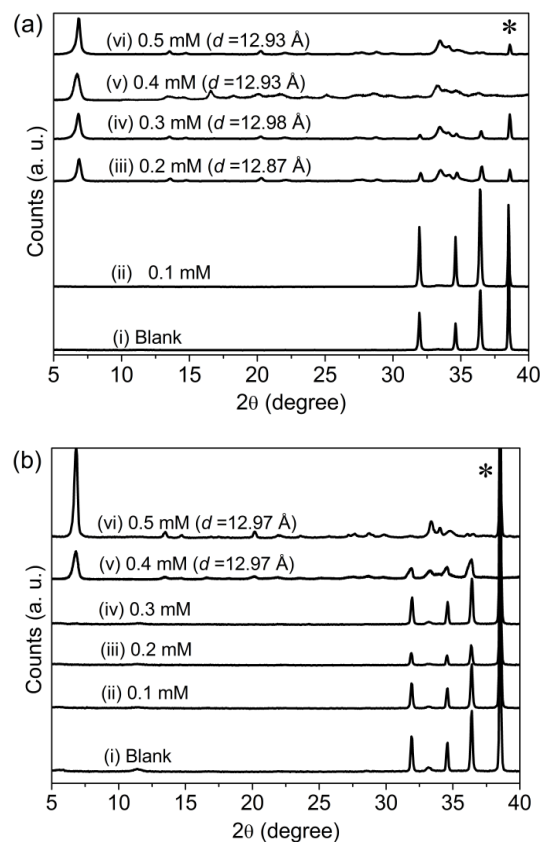 (a)
*
(vi) 0.5 mM (d =12.93 Å)
(v) 0.4 mM (d =12.93 Å)
(iv) 0.3 mM (d =12.98 Å)
(iii) 0.2 mM (d =12.87 Å)
(ii) 0.1 mM
(i) Blank
Counts (a. u.)
5 10 15 20 25 30 35 40
2θ (degree)
(b)
*
(vi) 0.5 mM (d =12.97 Å)
(v) 0.4 mM (d =12.97 Å)
(iv) 0.3 mM
(iii) 0.2 mM
(ii) 0.1 mM
(i) Blank
Counts (a. u.)
5 10 15 20 25 30 35 40
2θ (degree)